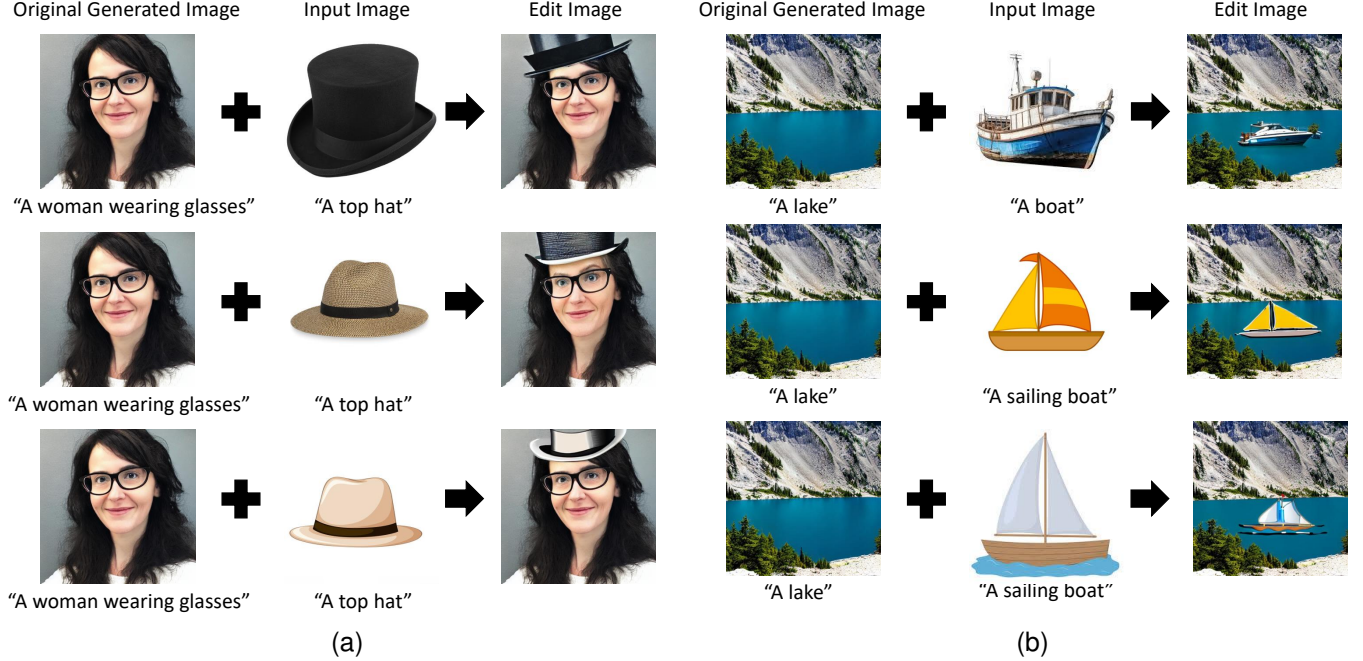 Original Generated Image Input Image Edit Image
“A woman wearing glasses” “A top hat”
“A woman wearing glasses” “A top hat”
“A woman wearing glasses” “A top hat”
(a)
Original Generated Image Input Image Edit Image
“A lake” “A boat”
“A lake” “A sailing boat”
“A lake” “A sailing boat”
(b)